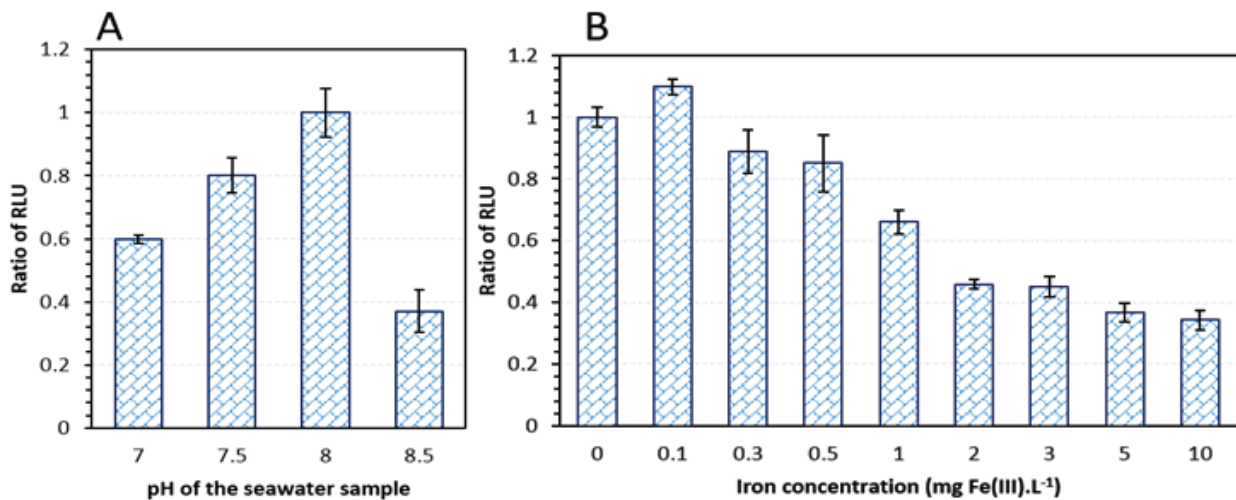 A
Ratio of RLU
1.2
1
0.8
0.6
0.4
0.2
0
7 7.5 8 8.5
pH of the seawater sample
B
Ratio of RLU
1.2
1
0.8
0.6
0.4
0.2
0
0 0.1 0.3 0.5 1 2 3 5 10
Iron concentration (mg Fe(III).L⁻¹)